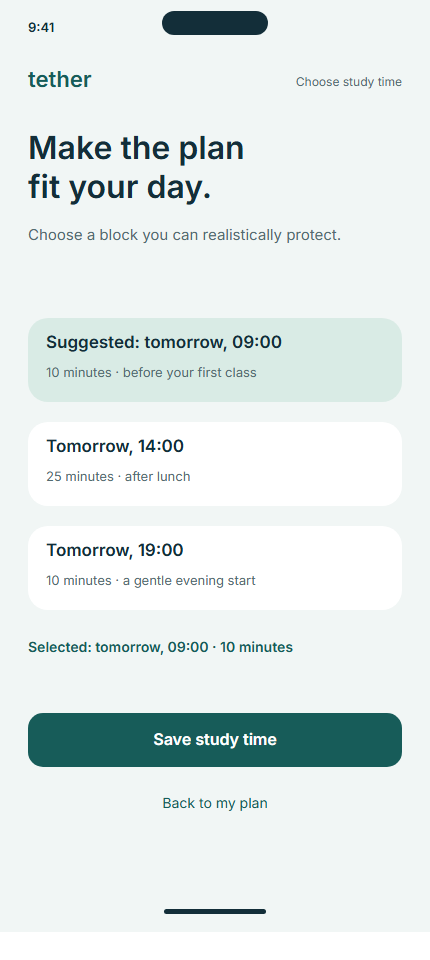 9:41
tether
Choose study time
Make the plan
fit your day.
Choose a block you can realistically protect.
Suggested: tomorrow, 09:00
10 minutes · before your first class
Tomorrow, 14:00
25 minutes · after lunch
Tomorrow, 19:00
10 minutes · a gentle evening start
Selected: tomorrow, 09:00 · 10 minutes
Save study time
Back to my plan